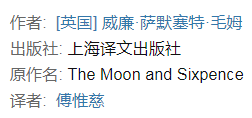 作者: [英国] 威廉·萨默塞特·毛姆
出版社: 上海译文出版社
原作名: The Moon and Sixpence
译者: 傅惟慈